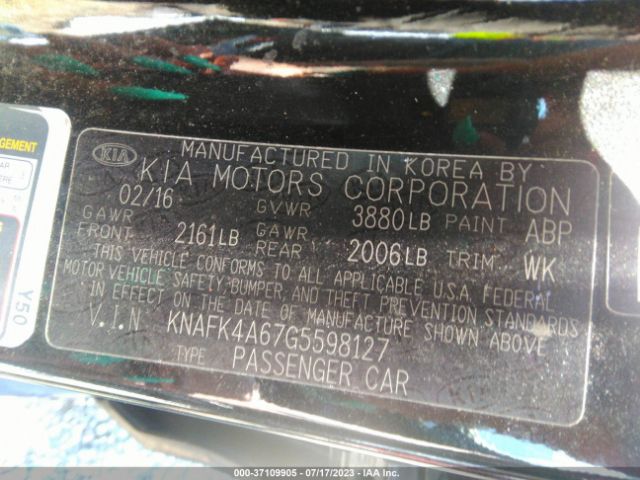 AGEMENT
Y50
KIA
MANUFACTURED IN KOREA BY
KIA MOTORS CORPORATION
02/16 GVWR 3880LB PAINT ABP
GAWR FRONT 2161LB GAWR REAR 2006LB TRIM WK
THIS VEHICLE CONFORMS TO ALL APPLICABLE U.S.A. FEDERAL
MOTOR VEHICLE SAFETY, BUMPER, AND THEFT PREVENTION STANDARDS
IN EFFECT ON THE DATE OF MANUFACTURE SHOWN ABOVE
V.I.N. KNAFK4A67G5598127
TYPE PASSENGER CAR
000-37109905 - 07/17/2023 - IAA Inc.